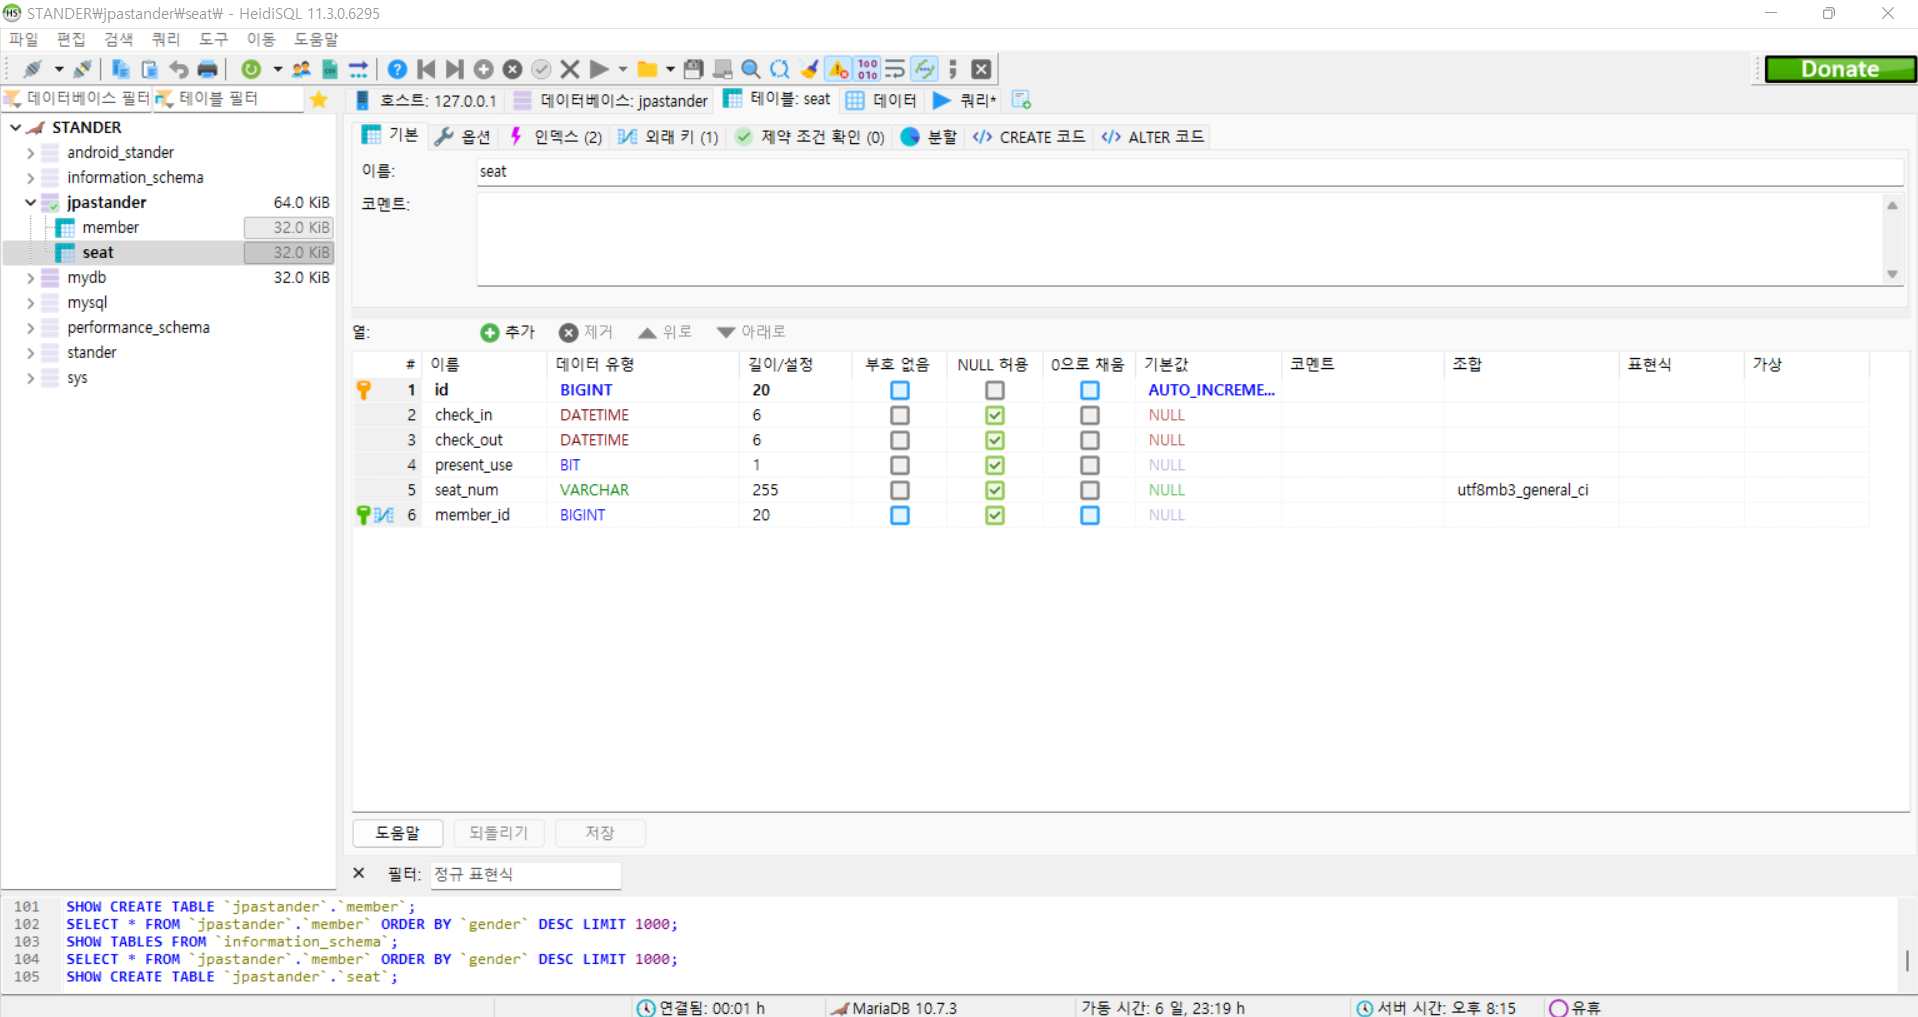 STANDER₩jpastander₩seat₩ - HeidiSQL 11.3.0.6295
파일 편집 검색 쿼리 도구 이동 도움말
Donate
데이터베이스 필터 테이블 필터
호스트: 127.0.0.1 데이터베이스: jpastander 테이블: seat 데이터 쿼리*
STANDER
android_stander
information_schema
jpastander 64.0 KiB
member 32.0 KiB
seat 32.0 KiB
mydb 32.0 KiB
mysql
performance_schema
stander
sys
기본 옵션 인덱스 (2) 외래 키 (1) 제약 조건 확인 (0) 분할 CREATE 코드 ALTER 코드
이름: seat
코멘트:
열: 추가 제거 위로 아래로
# 이름 데이터 유형 길이/설정 부호 없음 NULL 허용 0으로 채움 기본값 코멘트 조합 표현식 가상
1 id BIGINT 20 AUTO_INCREME...
2 check_in DATETIME 6 NULL
3 check_out DATETIME 6 NULL
4 present_use BIT 1 NULL
5 seat_num VARCHAR 255 NULL utf8mb3_general_ci
6 member_id BIGINT 20 NULL
도움말 되돌리기 저장
필터: 정규 표현식
101 SHOW CREATE TABLE `jpastander`.`member`;
102 SELECT * FROM `jpastander`.`member` ORDER BY `gender` DESC LIMIT 1000;
103 SHOW TABLES FROM `information_schema`;
104 SELECT * FROM `jpastander`.`member` ORDER BY `gender` DESC LIMIT 1000;
105 SHOW CREATE TABLE `jpastander`.`seat`;
연결됨: 00:01 h MariaDB 10.7.3 가동 시간: 6 일, 23:19 h 서버 시간: 오후 8:15 유휴